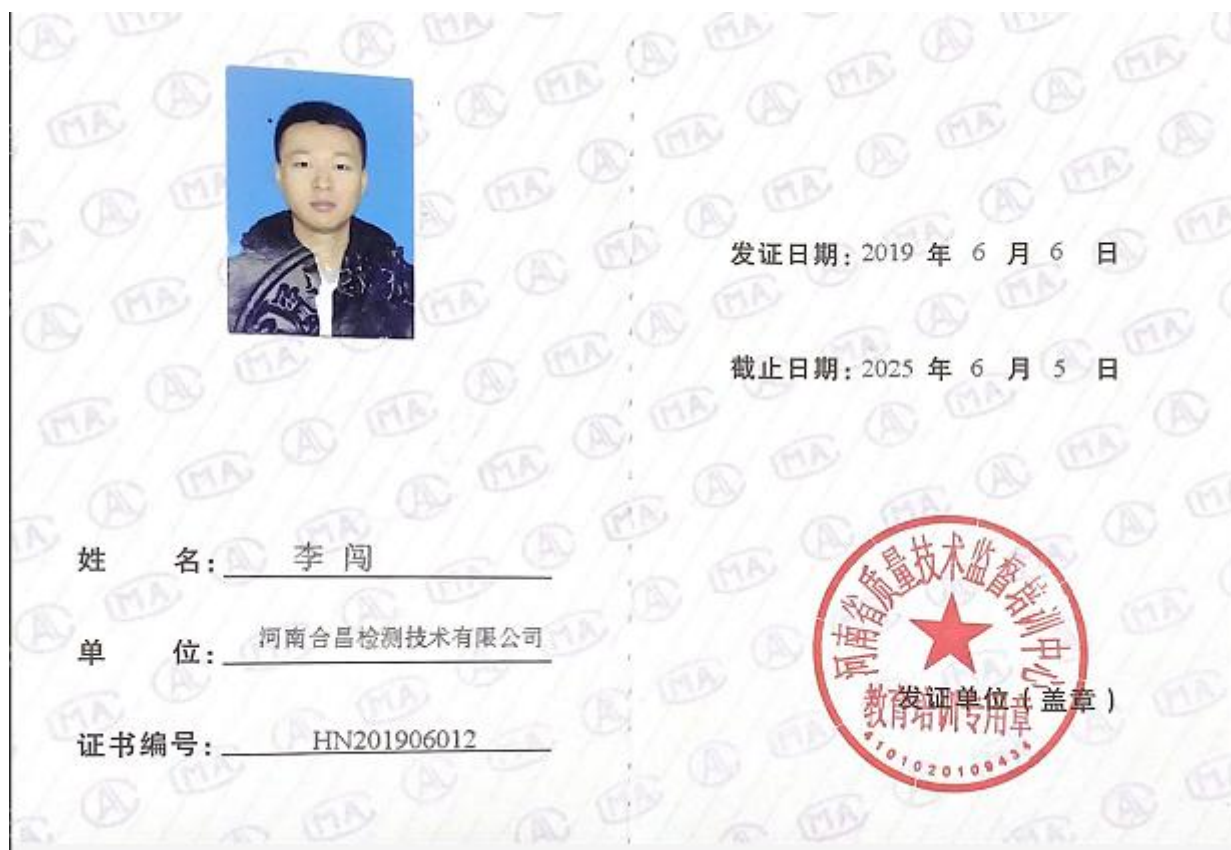 姓 名: 李 闯
单 位: 河南合昌检测技术有限公司
证书编号: HN201906012
发证日期: 2019 年 6 月 6 日
截止日期: 2025 年 6 月 5 日
河南省质量技术监督培训中心
发证单位(盖章)
教育培训专用章
4101020109434
MA
AL